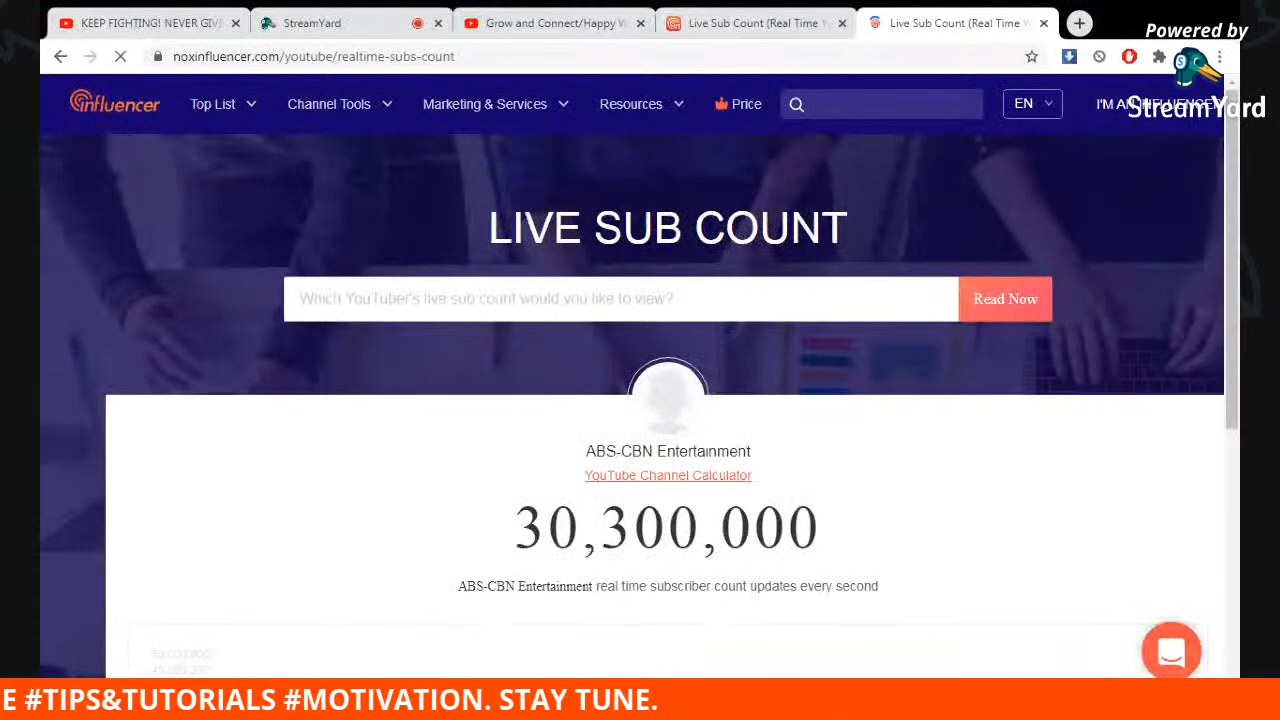 KEEP FIGHTING! NEVER GIV
StreamYard
Grow and Connect/Happy
Live Sub Count (Real Time
Live Sub Count (Real Time
Powered by
noxinfluencer.com/youtube/realtime-subs-count
StreamYard
influencer
Top List
Channel Tools
Marketing & Services
Resources
Price
EN
I'M AN INFLUENCER
LIVE SUB COUNT
Which YouTuber's live sub count would you like to view?
Read Now
ABS-CBN Entertainment
YouTube Channel Calculator
30,300,000
ABS-CBN Entertainment real time subscriber count updates every second
E #TIPS&TUTORIALS #MOTIVATION. STAY TUNE.